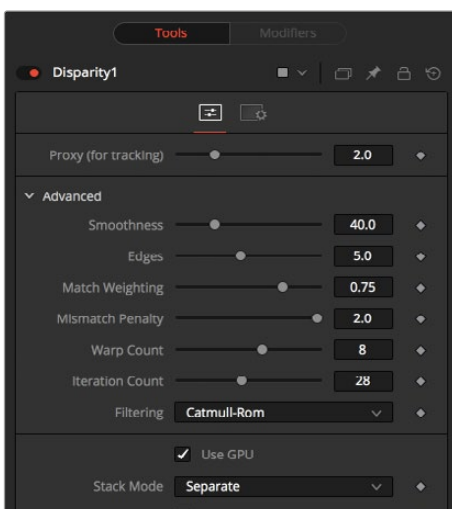 Tools Modifiers
Disparity1
Proxy (for tracking) 2.0
Advanced
Smoothness 40.0
Edges 5.0
Match Weighting 0.75
Mismatch Penalty 2.0
Warp Count 8
Iteration Count 28
Filtering Catmull-Rom
Use GPU
Stack Mode Separate